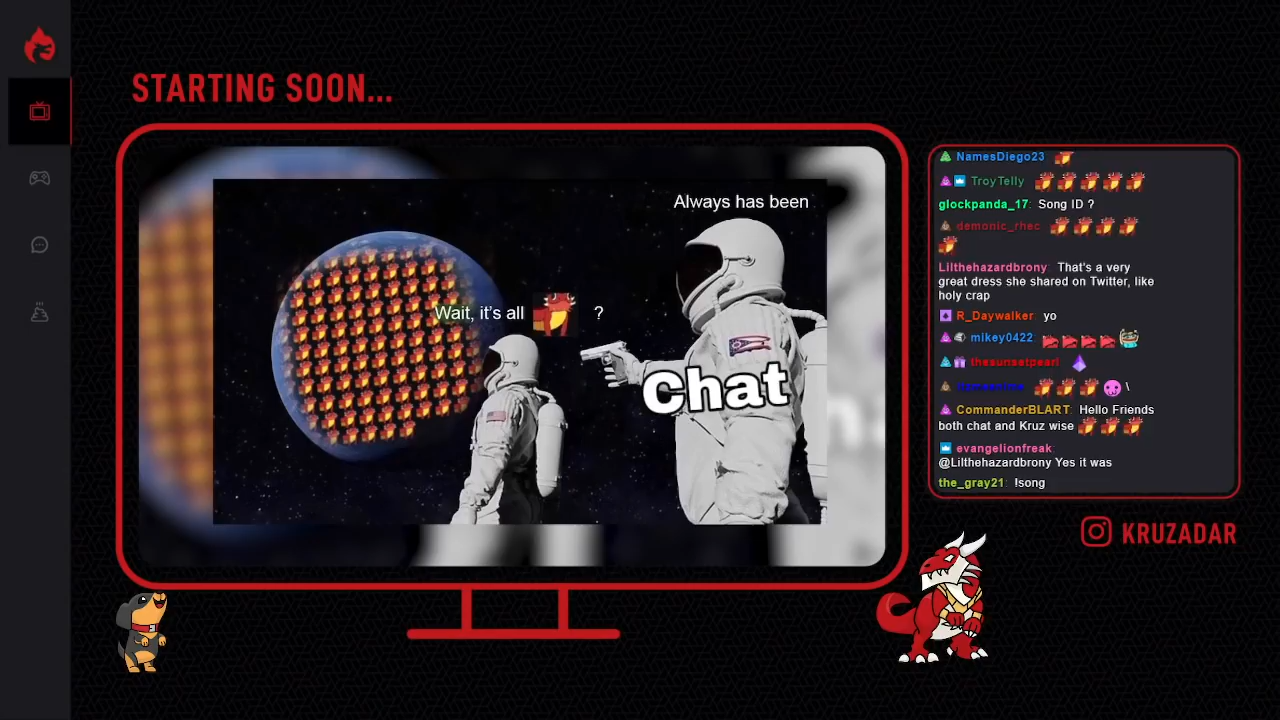 STARTING SOON...
Always has been
Wait, it's all
?
Chat
NamesDiego23
TroyTelly
glockpanda_17: Song ID ?
demonic_rhec
Lilthehazardbrony That's a very
great dress she shared on Twitter, like
holy crap
R_Daywalker yo
mikey0422
thesunsetpearl
\
CommanderBLART: Hello Friends
both chat and Kruz wise
evangelionfreak
@Lilthehazardbrony Yes it was
the_gray21: !song
KRUZADAR